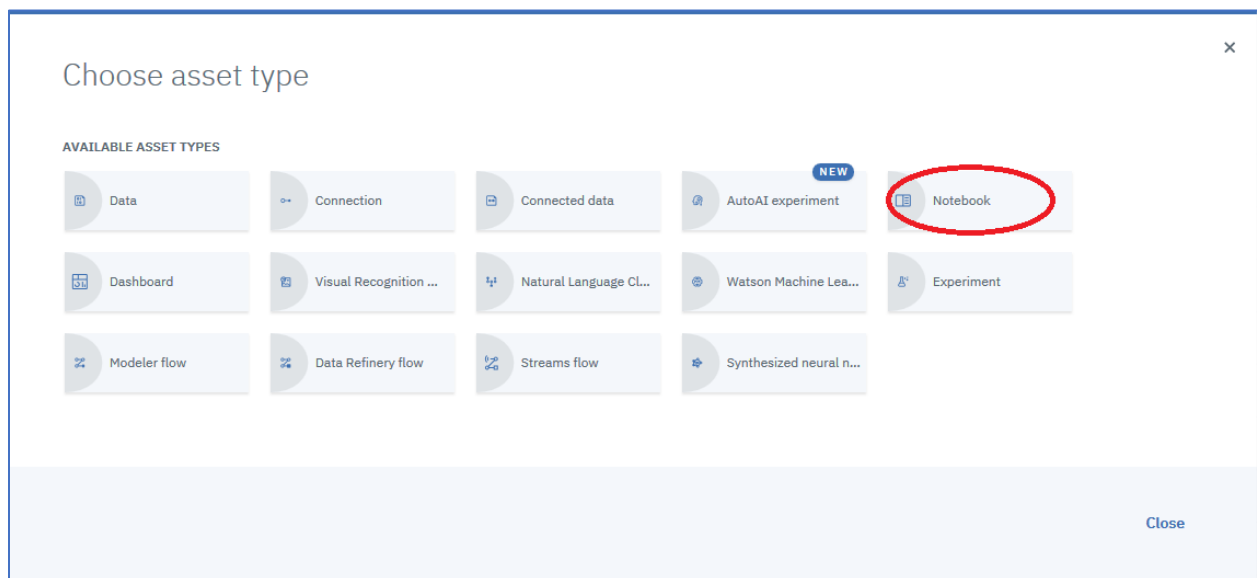 ×
Choose asset type
AVAILABLE ASSET TYPES
NEW
Data
Connection
Connected data
AutoAI experiment
Notebook
Dashboard
Visual Recognition ...
Natural Language Cl...
Watson Machine Lea...
Experiment
Modeler flow
Data Refinery flow
Streams flow
Synthesized neural n...
Close